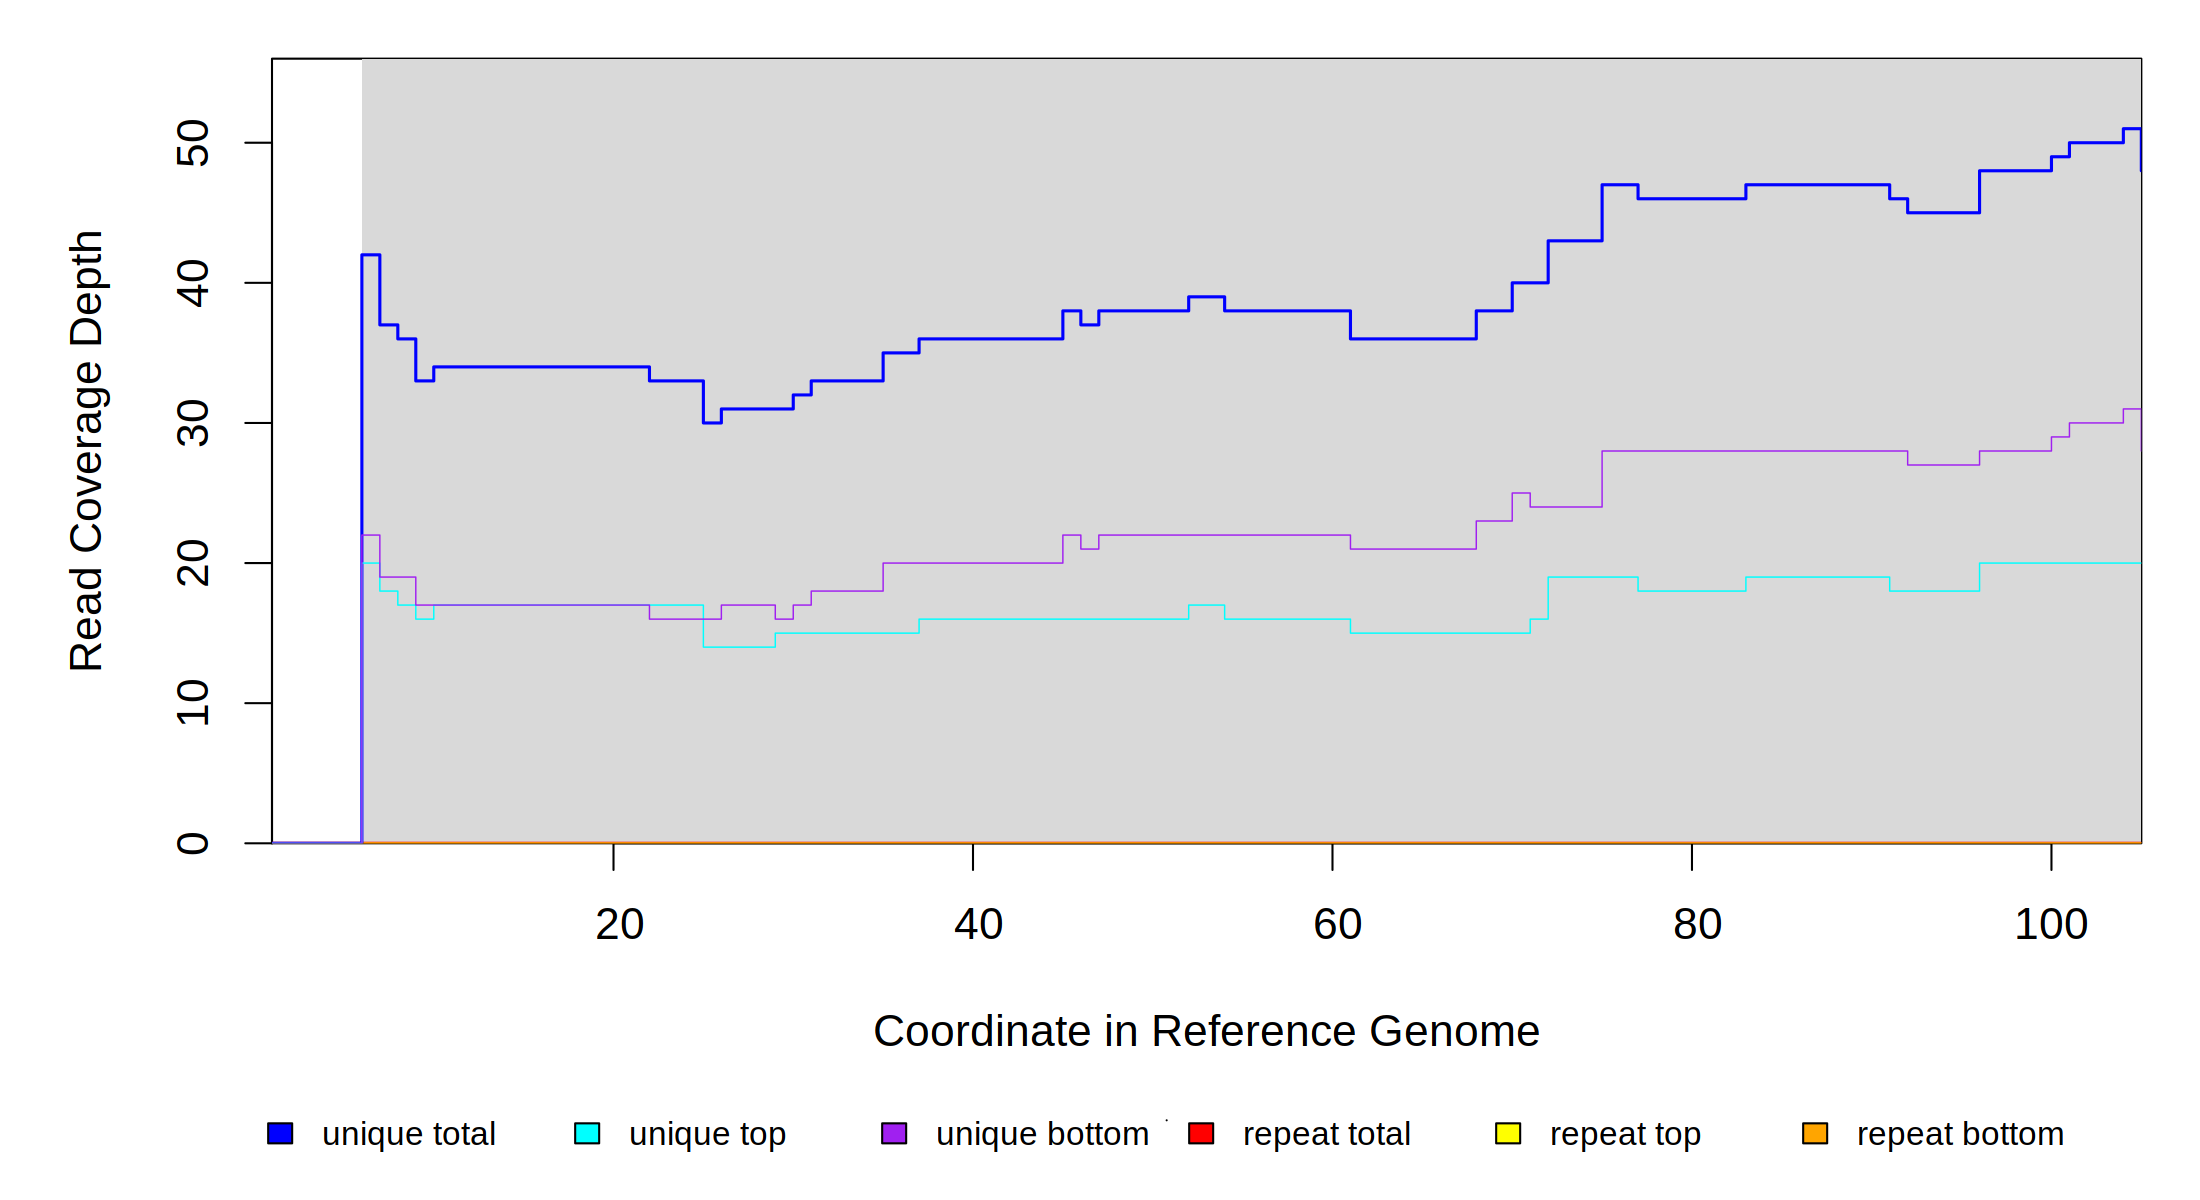 50
40
30
20
10
0
Read Coverage Depth
20 40 60 80 100
Coordinate in Reference Genome
unique total unique top unique bottom repeat total repeat top repeat bottom